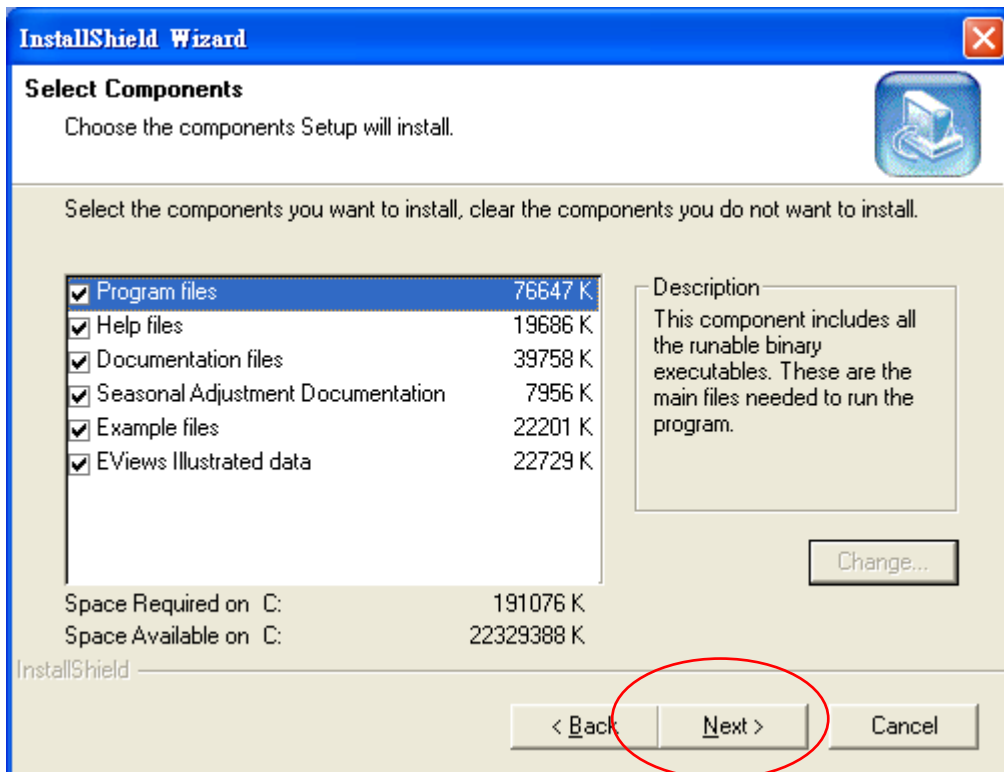 InstallShield Wizard
Select Components
Choose the components Setup will install.
Select the components you want to install, clear the components you do not want to install.
Program files 76647 K
Help files 19686 K
Documentation files 39758 K
Seasonal Adjustment Documentation 7956 K
Example files 22201 K
EViews Illustrated data 22729 K
Description
This component includes all
the runable binary
executables. These are the
main files needed to run the
program.
Change...
Space Required on C: 191076 K
Space Available on C: 22329388 K
InstallShield
< Back
Next >
Cancel